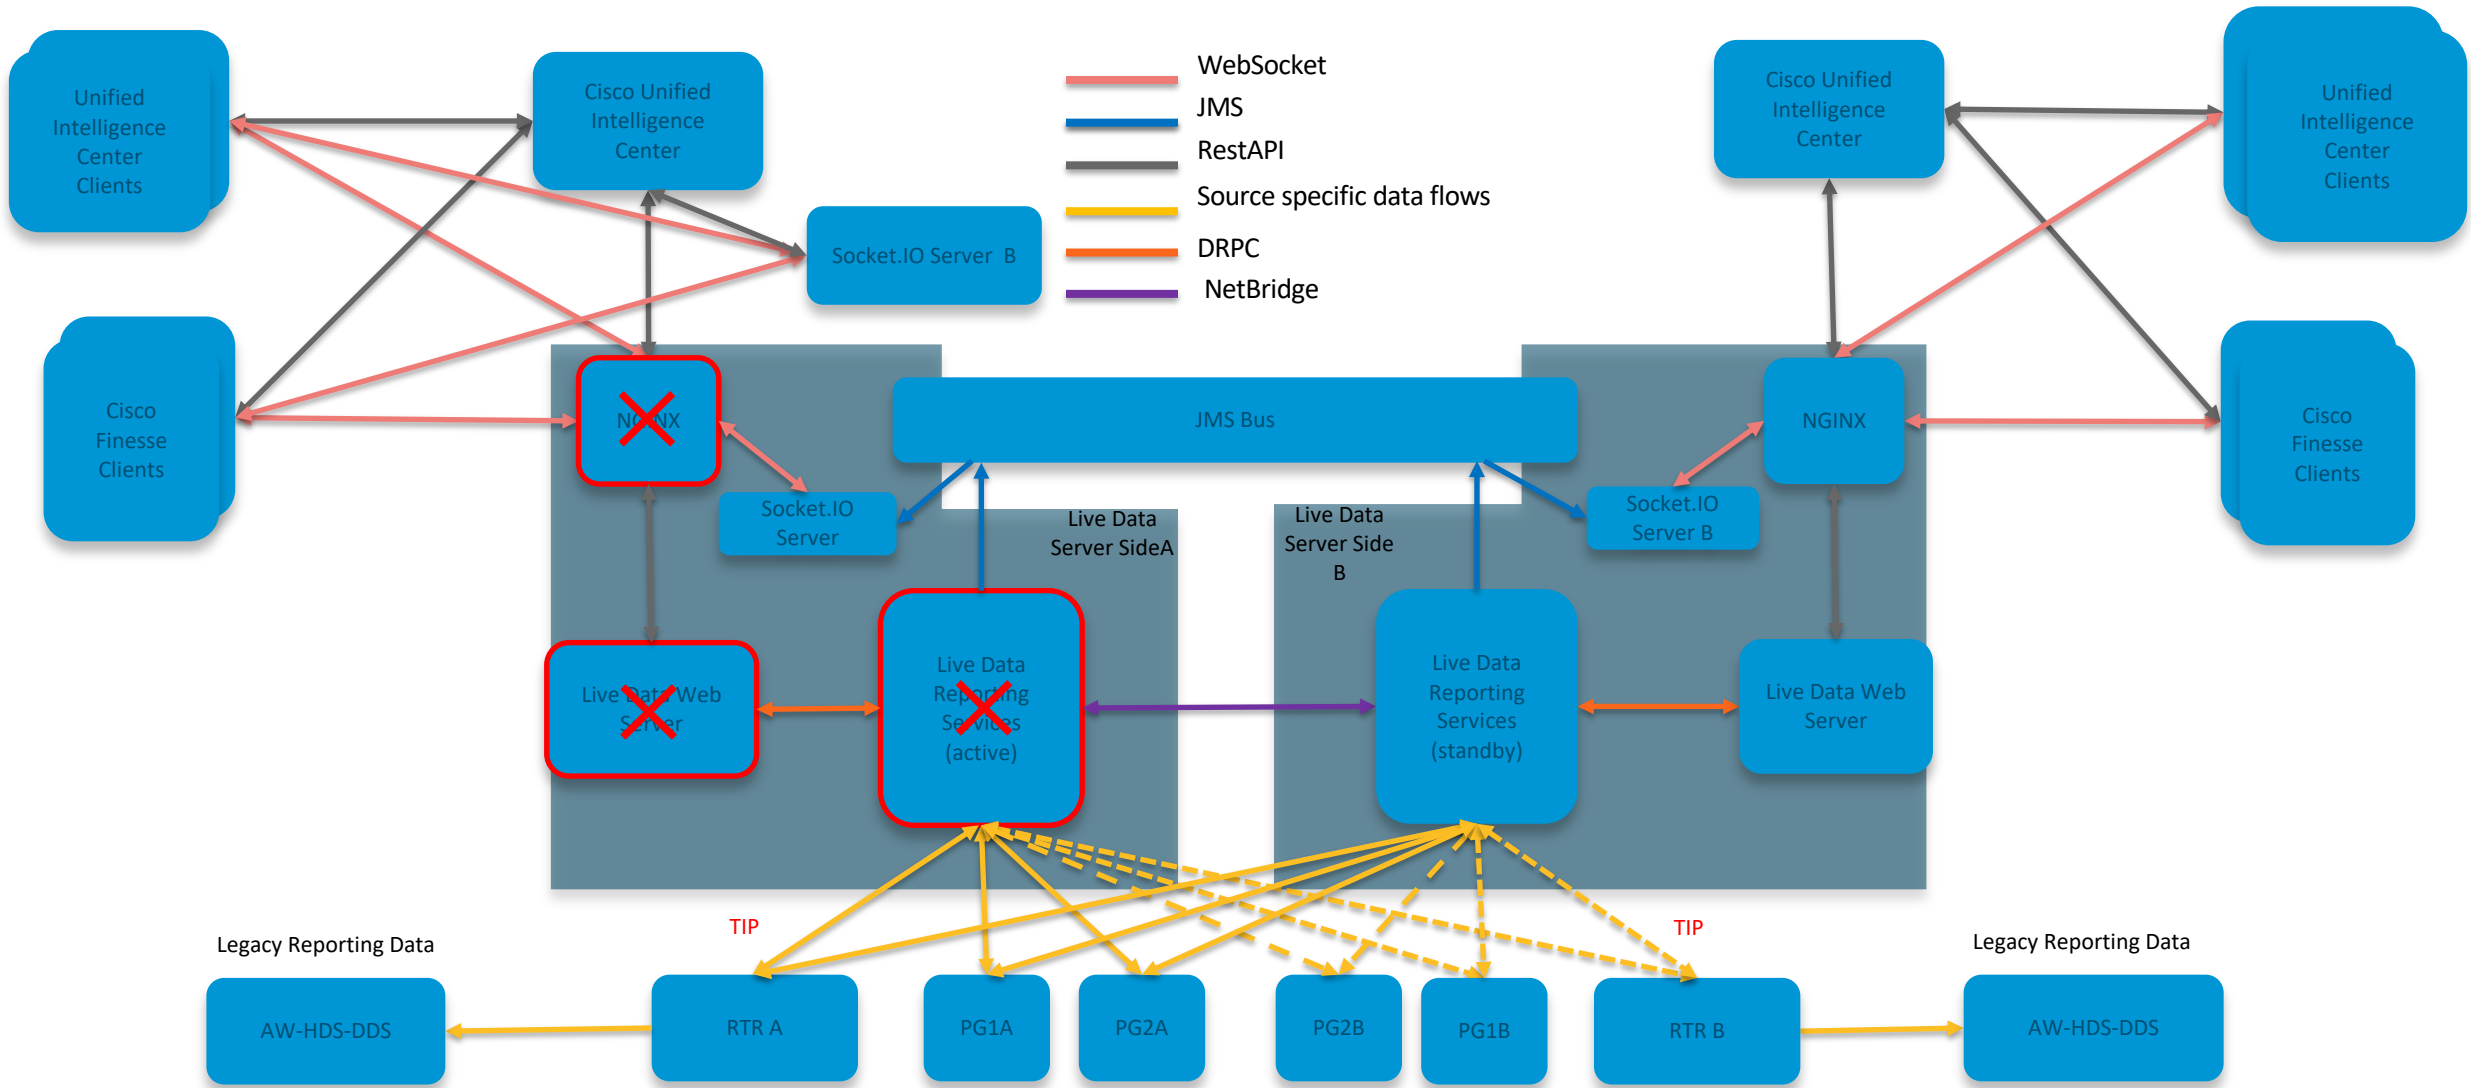 Unified
Intelligence
Center
Clients
Cisco Unified
Intelligence
Center
WebSocket
JMS
RestAPI
Source specific data flows
DRPC
NetBridge
Cisco Unified
Intelligence
Center
Unified
Intelligence
Center
Clients
Socket.IO Server  B
Cisco
Finesse
Clients
NGINX
JMS Bus
NGINX
Cisco
Finesse
Clients
Socket.IO
Server
Live Data
Server SideA
Live Data
Server Side
B
Socket.IO
Server B
Live Data Web
Server
Live Data
Reporting
Services
(active)
Live Data
Reporting
Services
(standby)
Live Data Web
Server
TIP
TIP
Legacy Reporting Data
Legacy Reporting Data
AW-HDS-DDS
RTR A
PG1A
PG2A
PG2B
PG1B
RTR B
AW-HDS-DDS